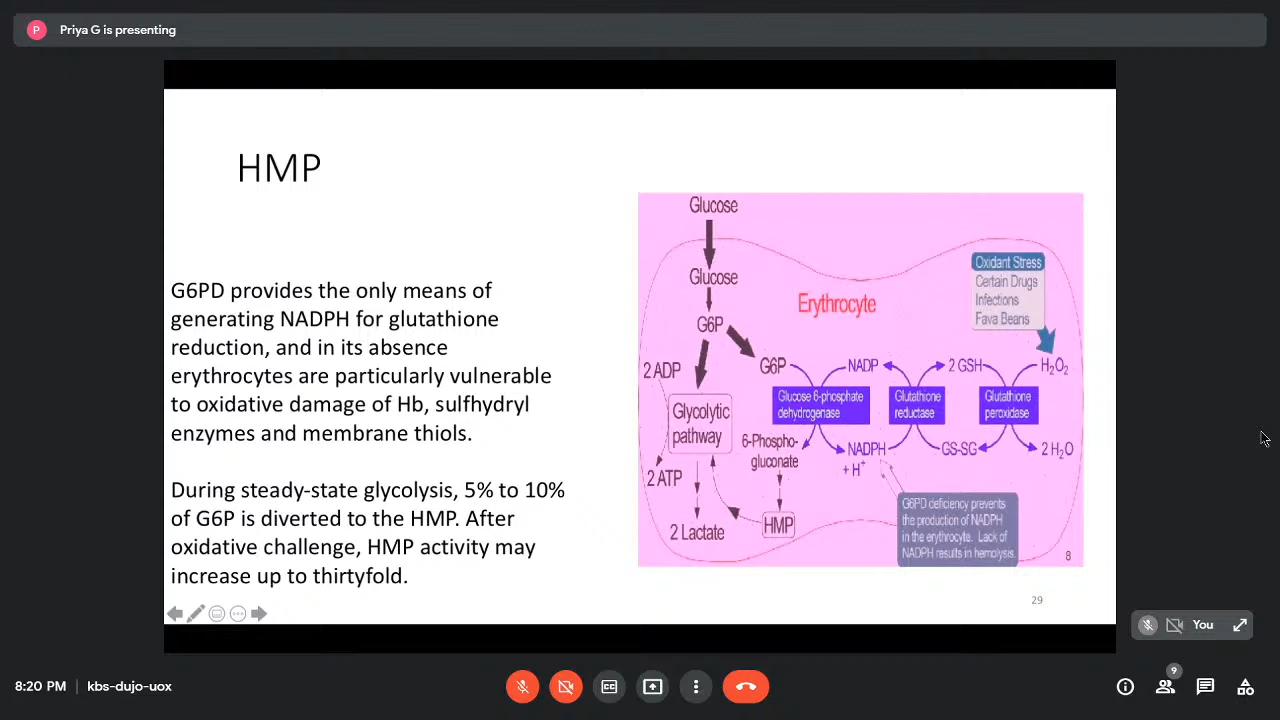 P
Priya G is presenting
HMP
G6PD provides the only means of
generating NADPH for glutathione
reduction, and in its absence
erythrocytes are particularly vulnerable
to oxidative damage of Hb, sulfhydryl
enzymes and membrane thiols.
During steady-state glycolysis, 5% to 10%
of G6P is diverted to the HMP. After
oxidative challenge, HMP activity may
increase up to thirtyfold.
Glucose
Glucose
G6P
Erythrocyte
Oxidant Stress
Certain Drugs
Infections
Fava Beans
2 ADP
G6P
NADP
2 GSH
H₂O₂
Glycolytic
pathway
Glucose 6-phosphate
dehydrogenase
Glutathione
reductase
Glutathione
peroxidase
6-Phospho-
gluconate
NADPH
+ H⁺
GS-SG
2 H₂O
2 ATP
2 Lactate
HMP
G6PD deficiency prevents
the production of NADPH
in the erythrocyte. Lack of
NADPH results in hemolysis.
8
29
You
8:20 PM | kbs-dujo-uox
CC
9